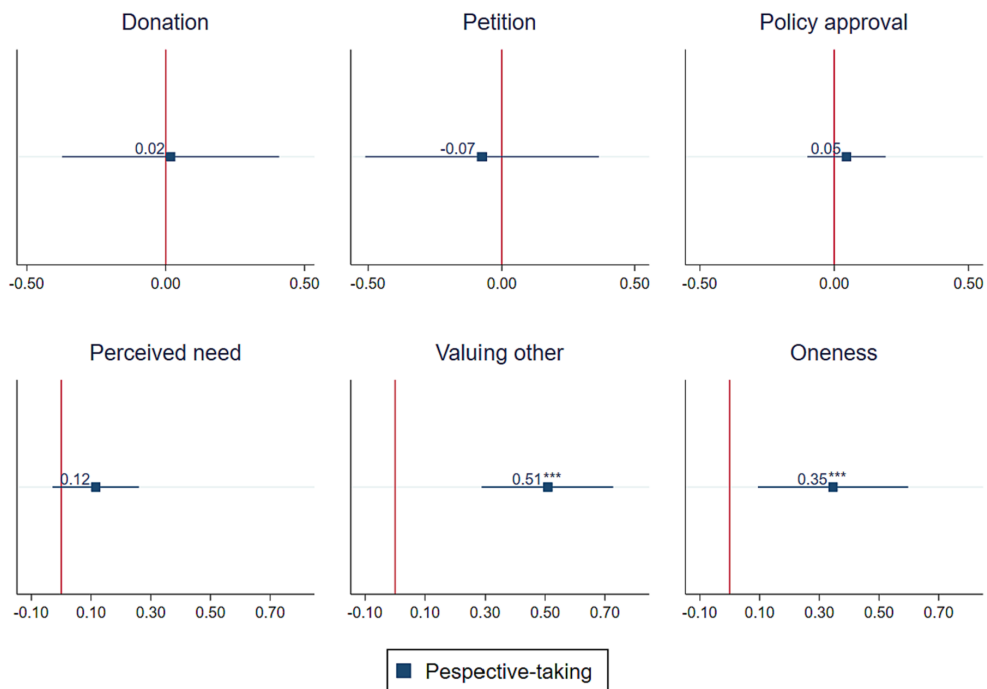 Donation
Petition
Policy approval
0.02
-0.07
0.05
-0.50 0.00 0.50
-0.50 0.00 0.50
-0.50 0.00 0.50
Perceived need
Valuing other
Oneness
0.12
0.51***
0.35***
-0.10 0.10 0.30 0.50 0.70
-0.10 0.10 0.30 0.50 0.70
-0.10 0.10 0.30 0.50 0.70
Pespective-taking